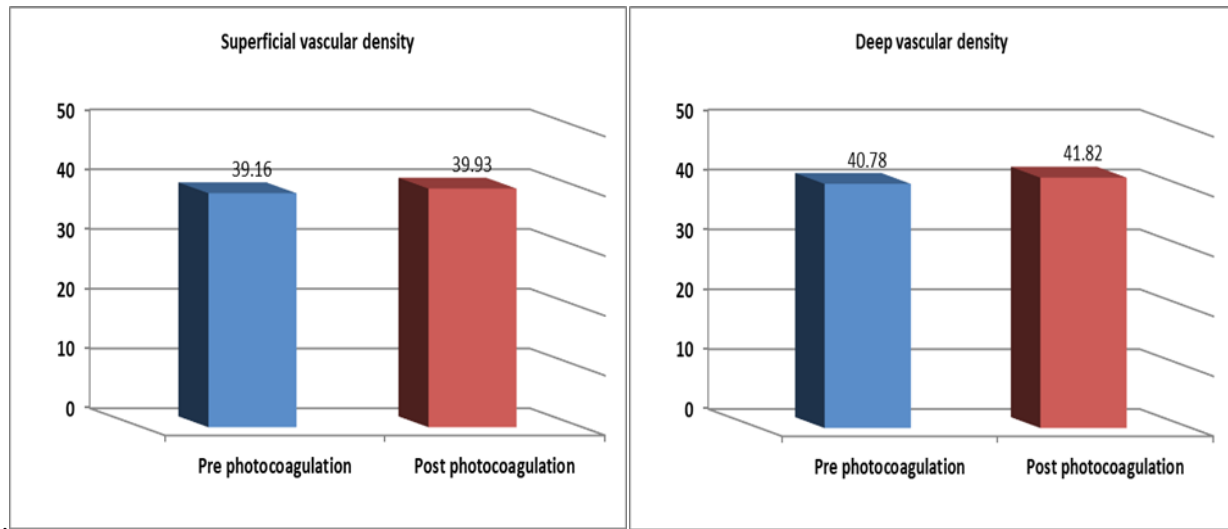 Superficial vascular density
50
40
30
20
10
0
39.16
39.93
Pre photocoagulation
Post photocoagulation
Deep vascular density
50
40
30
20
10
0
40.78
41.82
Pre photocoagulation
Post photocoagulation